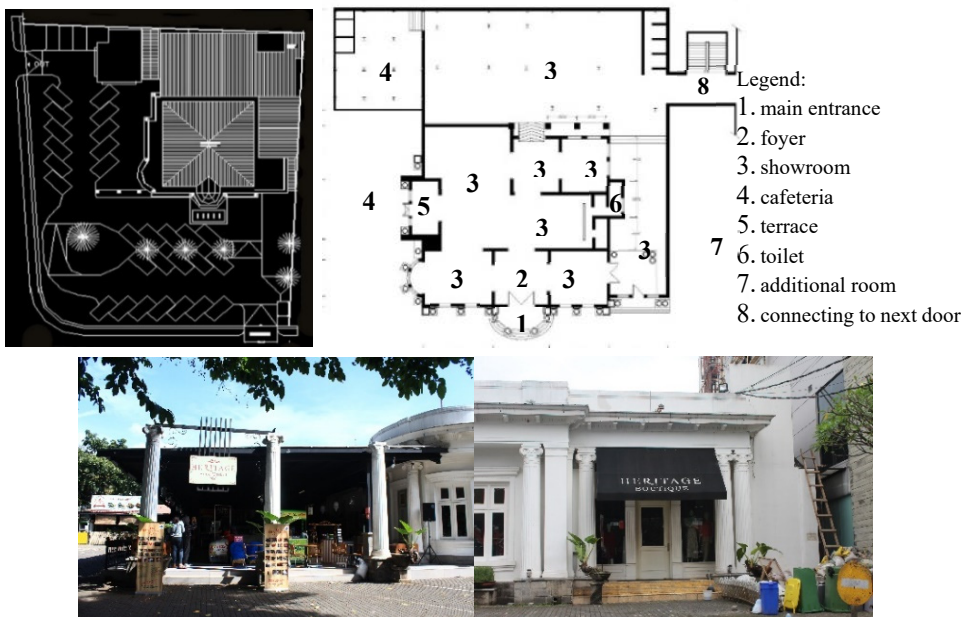 OUT
3
4
8
3
3
3
4
5
6
3
3
7
3
2
3
1
Legend:
1. main entrance
2. foyer
3. showroom
4. cafeteria
5. terrace
6. toilet
7. additional room
8. connecting to next door
HERITAGE
HERITAGE
BOUTIQUE